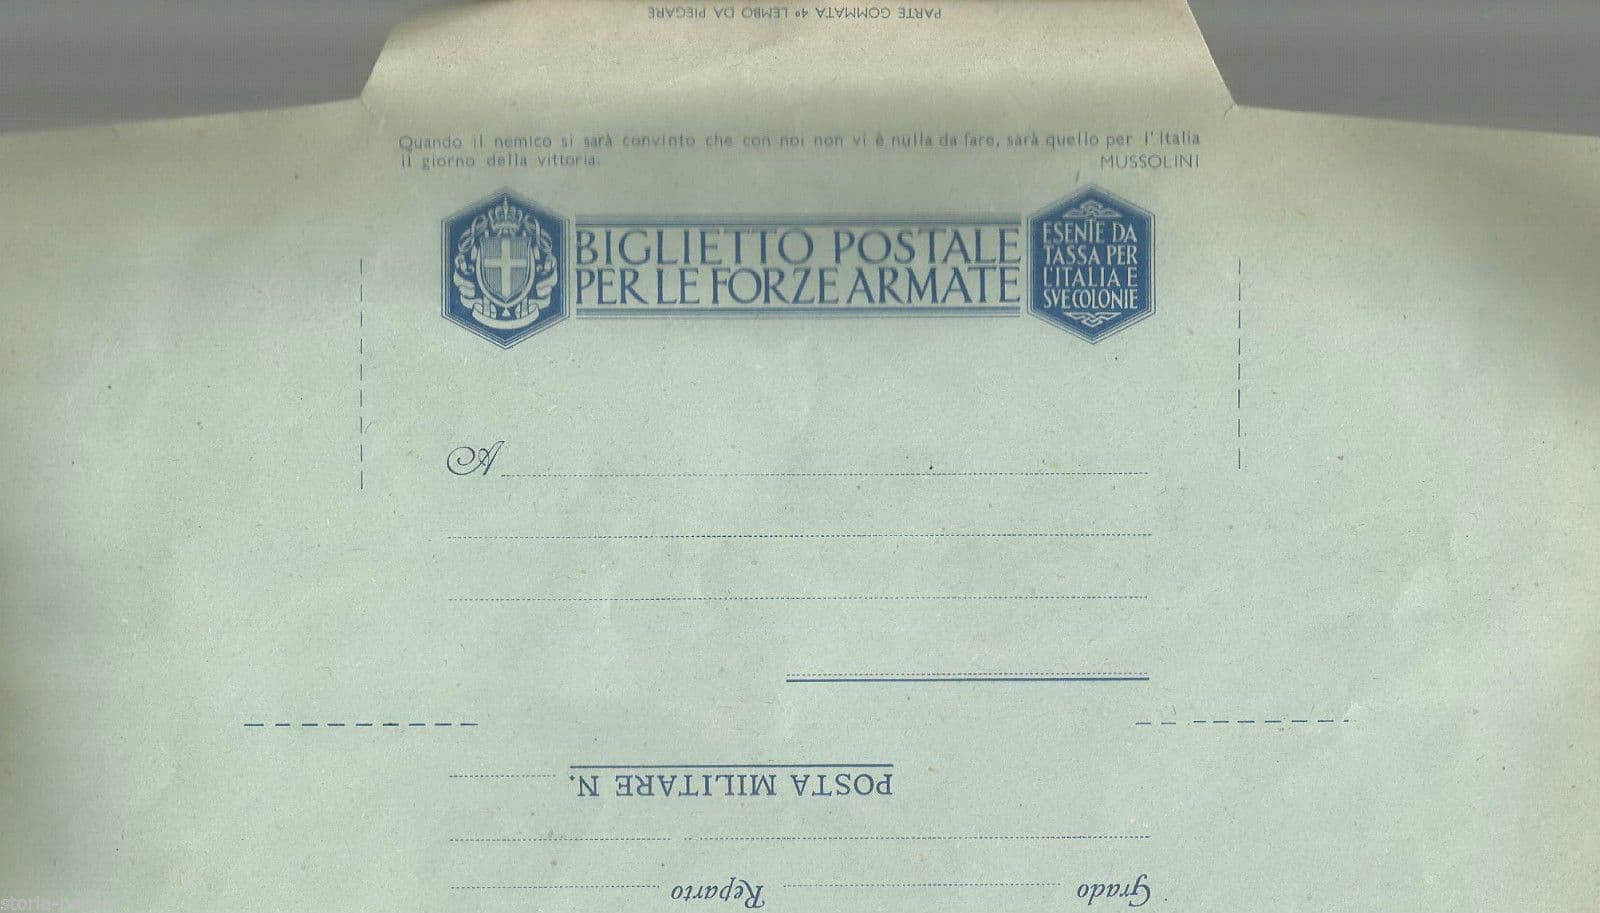 PARTE GOMMATA 4º LEMBO DA PIEGARE
Quando il nemico si sarà convinto che con noi non vi è nulla da fare, sarà quello per l'Italia
il giorno della vittoria.
MUSSOLINI
BIGLIETTO POSTALE
PER LE FORZE ARMATE
ESENTE DA
TASSA PER
L'ITALIA E
SVE COLONIE
A
POSTA MILITARE N.
Grado
Reparto